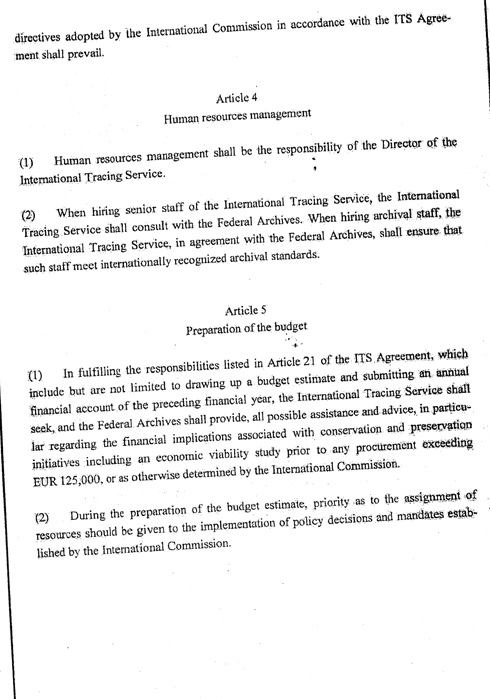 directives adopted by the International Commission in accordance with the ITS Agree-
ment shall prevail.
Article 4
Human resources management
(1) Human resources management shall be the responsibility of the Director of the
International Tracing Service.
(2) When hiring senior staff of the International Tracing Service, the International
Tracing Service shall consult with the Federal Archives. When hiring archival staff, the
International Tracing Service, in agreement with the Federal Archives, shall ensure that
such staff meet internationally recognized archival standards.
Article 5
Preparation of the budget
(1) In fulfilling the responsibilities listed in Article 21 of the ITS Agreement, which
include but are not limited to drawing up a budget estimate and submitting an annual
financial account of the preceding financial year, the International Tracing Service shall
seek, and the Federal Archives shall provide, all possible assistance and advice, in particu-
lar regarding the financial implications associated with conservation and preservation
initiatives including an economic viability study prior to any procurement exceeding
EUR 125,000, or as otherwise determined by the International Commission.
(2) During the preparation of the budget estimate, priority as to the assignment of
resources should be given to the implementation of policy decisions and mandates estab-
lished by the International Commission.